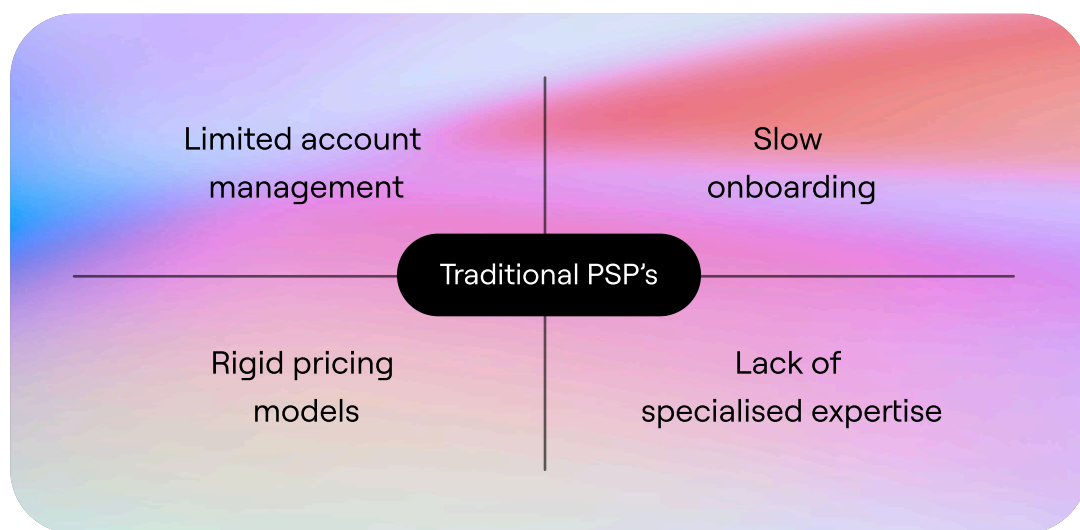 Limited account
management
Slow
onboarding
Traditional PSP’s
Rigid pricing
models
Lack of
specialised expertise